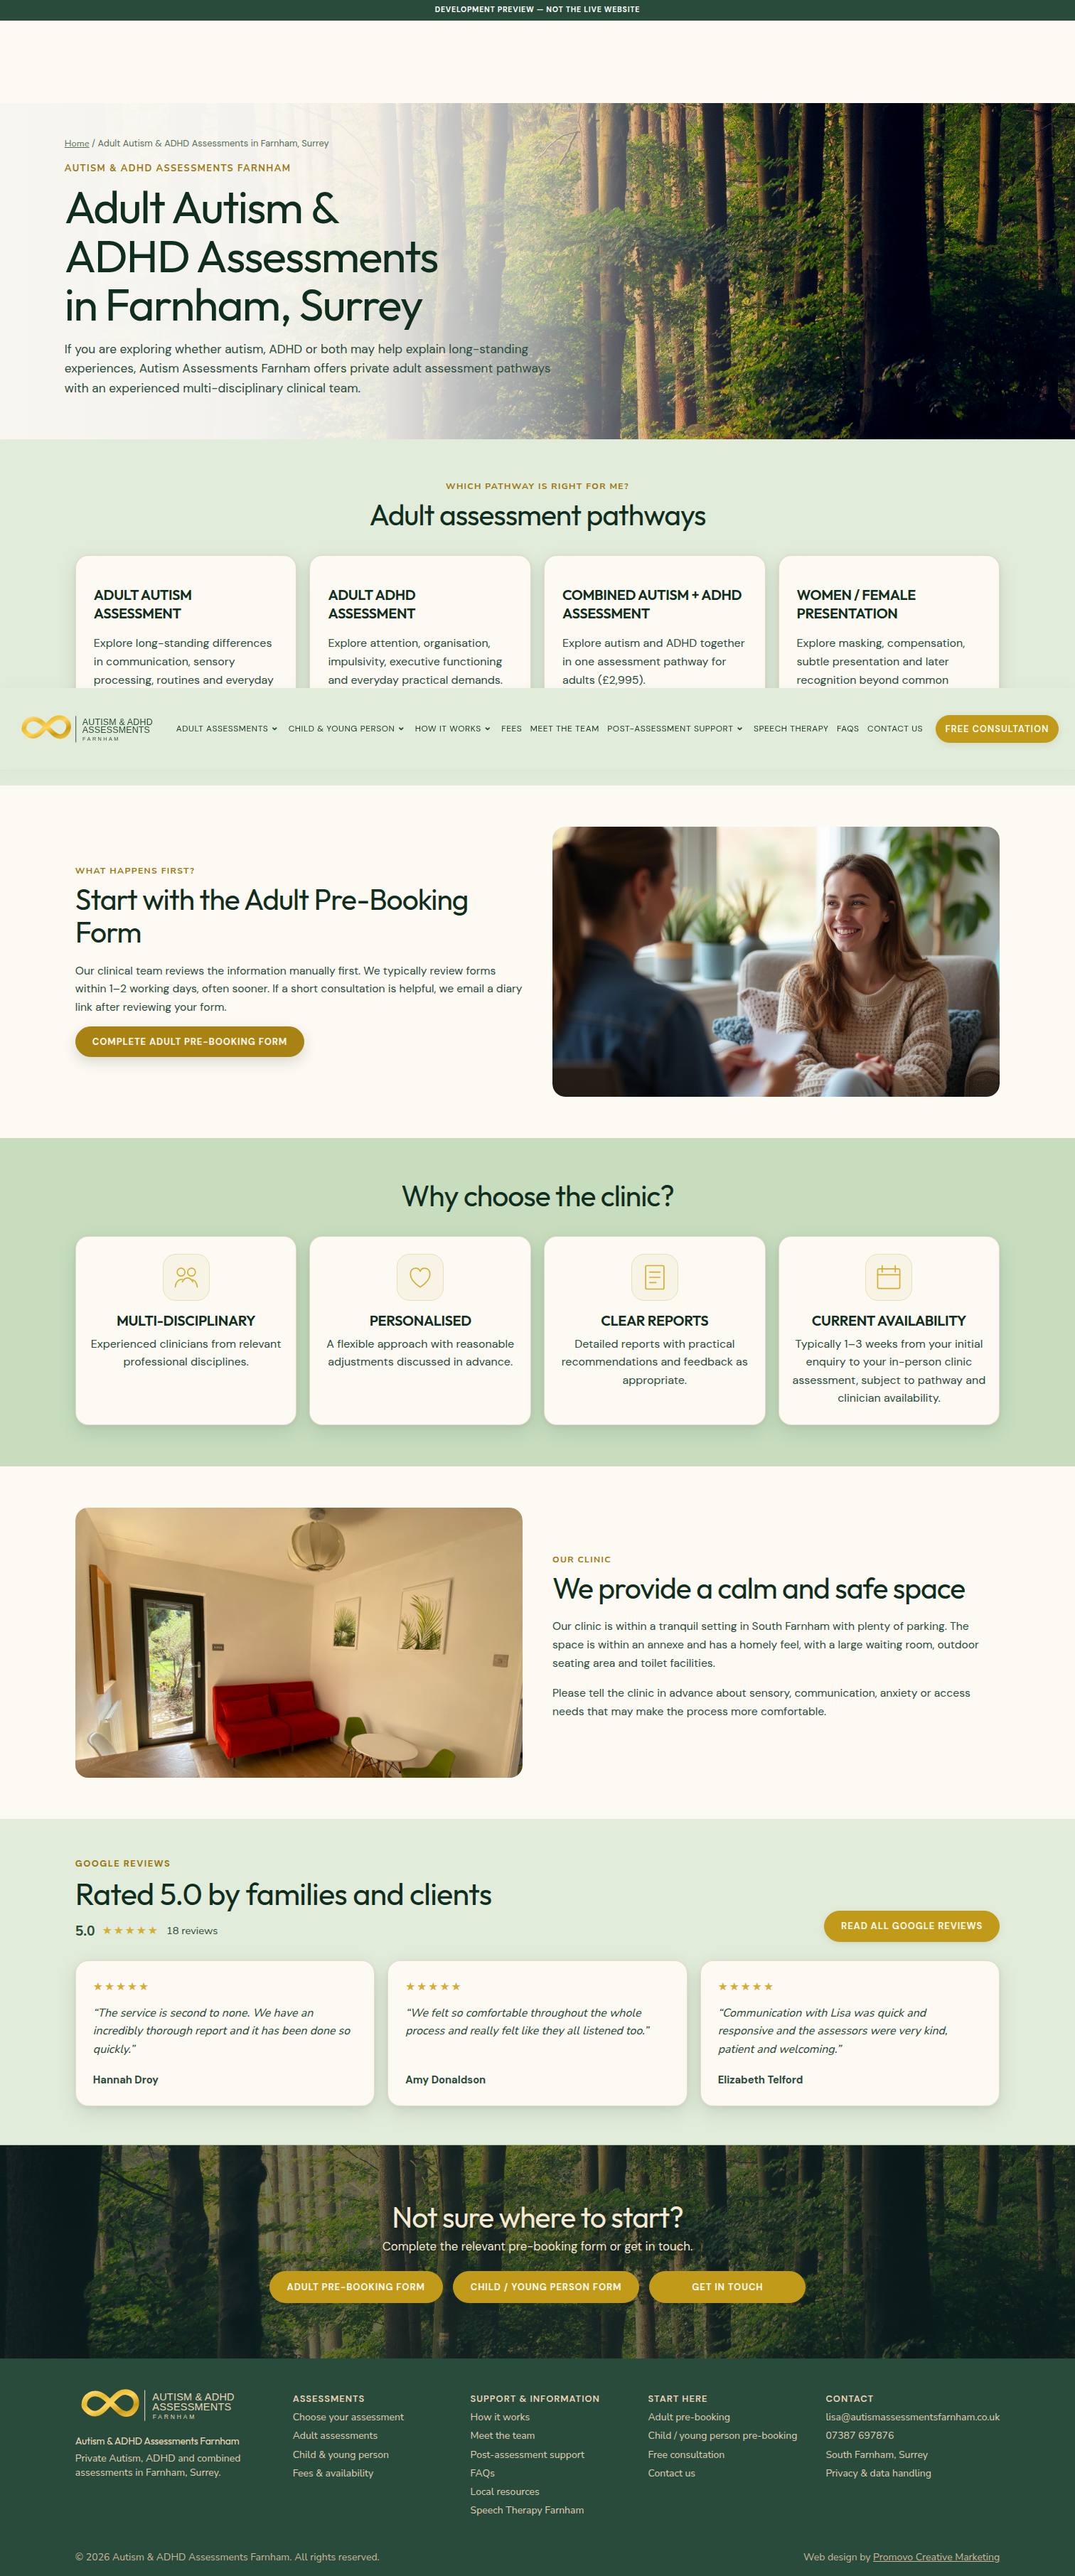 DEVELOPMENT PREVIEW — NOT THE LIVE WEBSITE
Home / Adult Autism & ADHD Assessments in Farnham, Surrey
AUTISM & ADHD ASSESSMENTS FARNHAM
Adult Autism &
ADHD Assessments
in Farnham, Surrey
If you are exploring whether autism, ADHD or both may help explain long-standing
experiences, Autism Assessments Farnham offers private adult assessment pathways
with an experienced multi-disciplinary clinical team.
WHICH PATHWAY IS RIGHT FOR ME?
Adult assessment pathways
ADULT AUTISM
ASSESSMENT
Explore long-standing differences
in communication, sensory
processing, routines and everyday
ADULT ADHD
ASSESSMENT
Explore attention, organisation,
impulsivity, executive functioning
and everyday practical demands.
COMBINED AUTISM + ADHD
ASSESSMENT
Explore autism and ADHD together
in one assessment pathway for
adults (£2,995).
WOMEN / FEMALE
PRESENTATION
Explore masking, compensation,
subtle presentation and later
recognition beyond common
AUTISM & ADHD
ASSESSMENTS
FARNHAM
ADULT ASSESSMENTS CHILD & YOUNG PERSON HOW IT WORKS FEES MEET THE TEAM POST-ASSESSMENT SUPPORT SPEECH THERAPY FAQS CONTACT US FREE CONSULTATION
WHAT HAPPENS FIRST?
Start with the Adult Pre-Booking
Form
Our clinical team reviews the information manually first. We typically review forms
within 1–2 working days, often sooner. If a short consultation is helpful, we email a diary
link after reviewing your form.
COMPLETE ADULT PRE-BOOKING FORM
Why choose the clinic?
MULTI-DISCIPLINARY
Experienced clinicians from relevant
professional disciplines.
PERSONALISED
A flexible approach with reasonable
adjustments discussed in advance.
CLEAR REPORTS
Detailed reports with practical
recommendations and feedback as
appropriate.
CURRENT AVAILABILITY
Typically 1–3 weeks from your initial
enquiry to your in-person clinic
assessment, subject to pathway and
clinician availability.
OUR CLINIC
We provide a calm and safe space
Our clinic is within a tranquil setting in South Farnham with plenty of parking. The
space is within an annexe and has a homely feel, with a large waiting room, outdoor
seating area and toilet facilities.
Please tell the clinic in advance about sensory, communication, anxiety or access
needs that may make the process more comfortable.
GOOGLE REVIEWS
Rated 5.0 by families and clients
5.0 ★★★★★ 18 reviews
READ ALL GOOGLE REVIEWS
★★★★★
“The service is second to none. We have an
incredibly thorough report and it has been done so
quickly.”
Hannah Droy
★★★★★
“We felt so comfortable throughout the whole
process and really felt like they all listened too.”
Amy Donaldson
★★★★★
“Communication with Lisa was quick and
responsive and the assessors were very kind,
patient and welcoming.”
Elizabeth Telford
Not sure where to start?
Complete the relevant pre-booking form or get in touch.
ADULT PRE-BOOKING FORM CHILD / YOUNG PERSON FORM GET IN TOUCH
AUTISM & ADHD
ASSESSMENTS
FARNHAM
Autism & ADHD Assessments Farnham
Private Autism, ADHD and combined
assessments in Farnham, Surrey.
ASSESSMENTS
Choose your assessment
Adult assessments
Child & young person
Fees & availability
SUPPORT & INFORMATION
How it works
Meet the team
Post-assessment support
FAQs
Local resources
Speech Therapy Farnham
START HERE
Adult pre-booking
Child / young person pre-booking
Free consultation
Contact us
CONTACT
lisa@autismassessmentsfarnham.co.uk
07387 697876
South Farnham, Surrey
Privacy & data handling
© 2026 Autism & ADHD Assessments Farnham. All rights reserved.
Web design by Promovo Creative Marketing